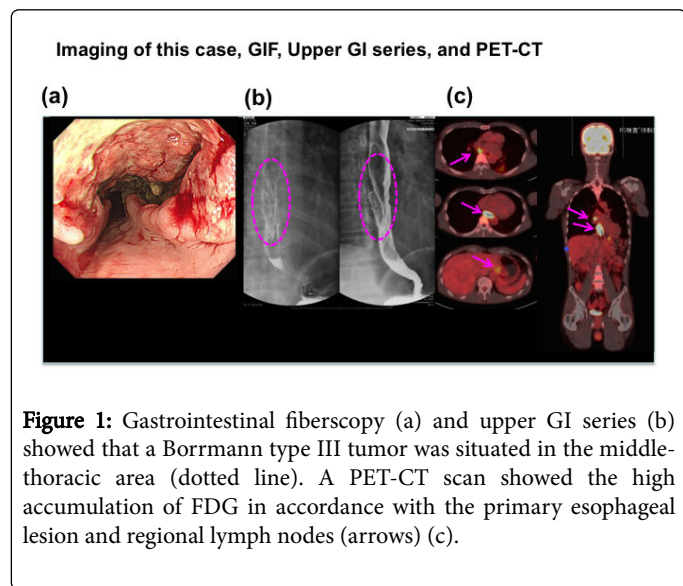 Imaging of this case, GIF, Upper GI series, and PET-CT
(a)
(b)
(c)
Figure 1: Gastrointestinal fiberscopy (a) and upper GI series (b)
showed that a Borrmann type III tumor was situated in the middle-
thoracic area (dotted line). A PET-CT scan showed the high
accumulation of FDG in accordance with the primary esophageal
lesion and regional lymph nodes (arrows) (c).